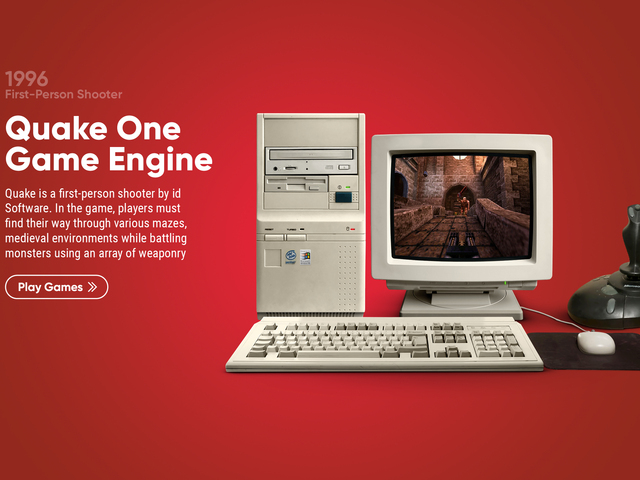 1996
First-Person Shooter
Quake One
Game Engine
Quake is a first-person shooter by id
Software. In the game, players must
find their way through various mazes,
medieval environments while battling
monsters using an array of weaponry
Play Games